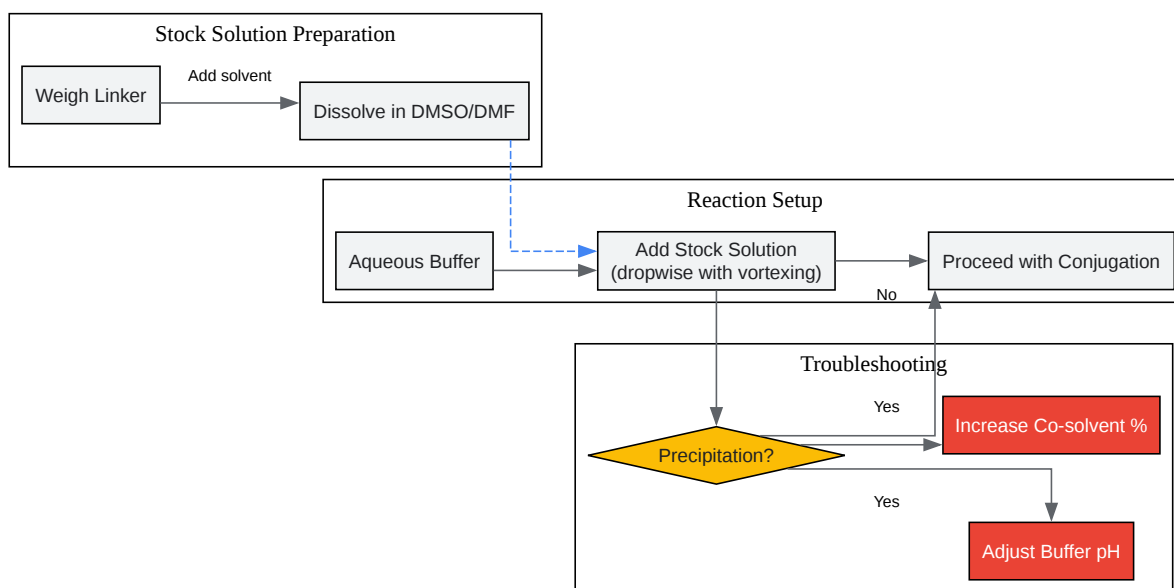 Stock Solution Preparation
Weigh Linker
Add solvent
Dissolve in DMSO/DMF
Reaction Setup
Aqueous Buffer
Add Stock Solution
(dropwise with vortexing)
Proceed with Conjugation
No
Troubleshooting
Yes
Increase Co-solvent %
Precipitation?
Yes
Adjust Buffer pH